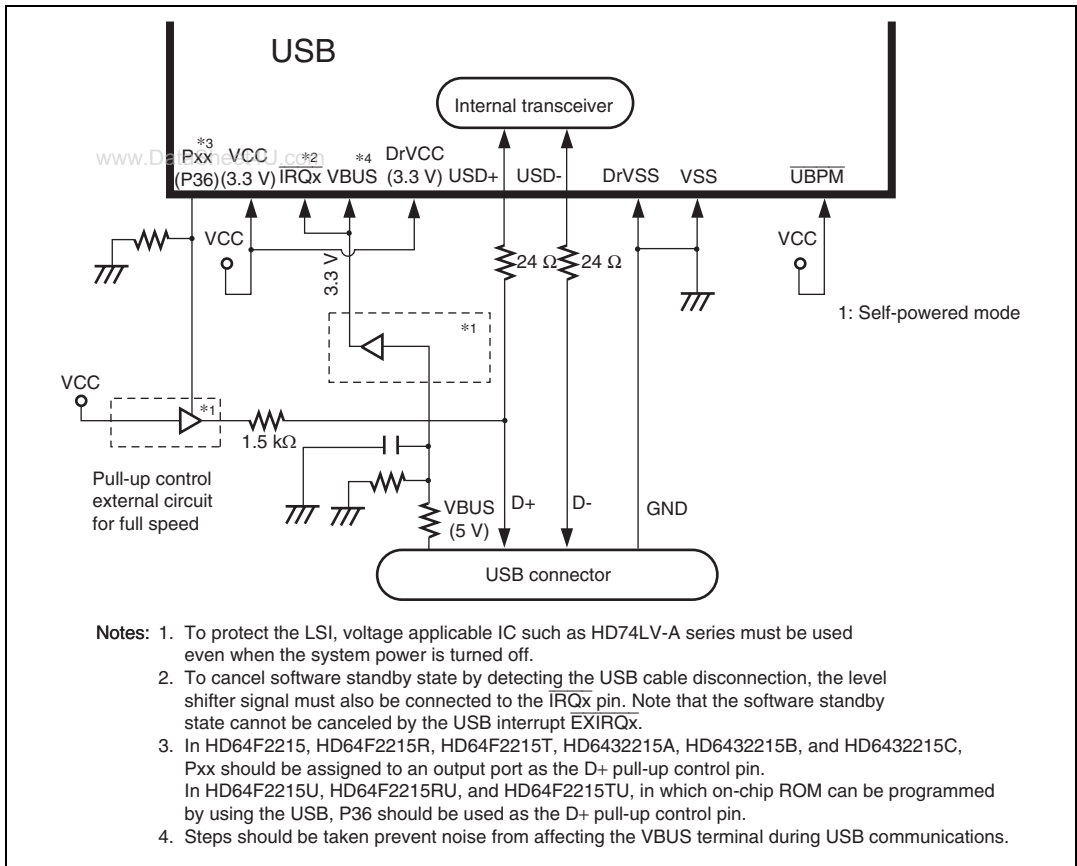 USB
Internal transceiver
www.DataSheet4U.com
*3 *2 *4
Pxx VCC DrVCC
(P36) (3.3 V) IRQx VBUS (3.3 V) USD+ USD- DrVSS VSS UBPM
VCC
3.3 V
24 Ω 24 Ω
VCC
1: Self-powered mode
*1
VCC
*1
1.5 kΩ
Pull-up control
external circuit
for full speed
VBUS
(5 V)
D+
D-
GND
USB connector
Notes: 1. To protect the LSI, voltage applicable IC such as HD74LV-A series must be used
even when the system power is turned off.
2. To cancel software standby state by detecting the USB cable disconnection, the level
shifter signal must also be connected to the IRQx pin. Note that the software standby
state cannot be canceled by the USB interrupt EXIRQx.
3. In HD64F2215, HD64F2215R, HD64F2215T, HD6432215A, HD6432215B, and HD6432215C,
Pxx should be assigned to an output port as the D+ pull-up control pin.
In HD64F2215U, HD64F2215RU, and HD64F2215TU, in which on-chip ROM can be programmed
by using the USB, P36 should be used as the D+ pull-up control pin.
4. Steps should be taken prevent noise from affecting the VBUS terminal during USB communications.